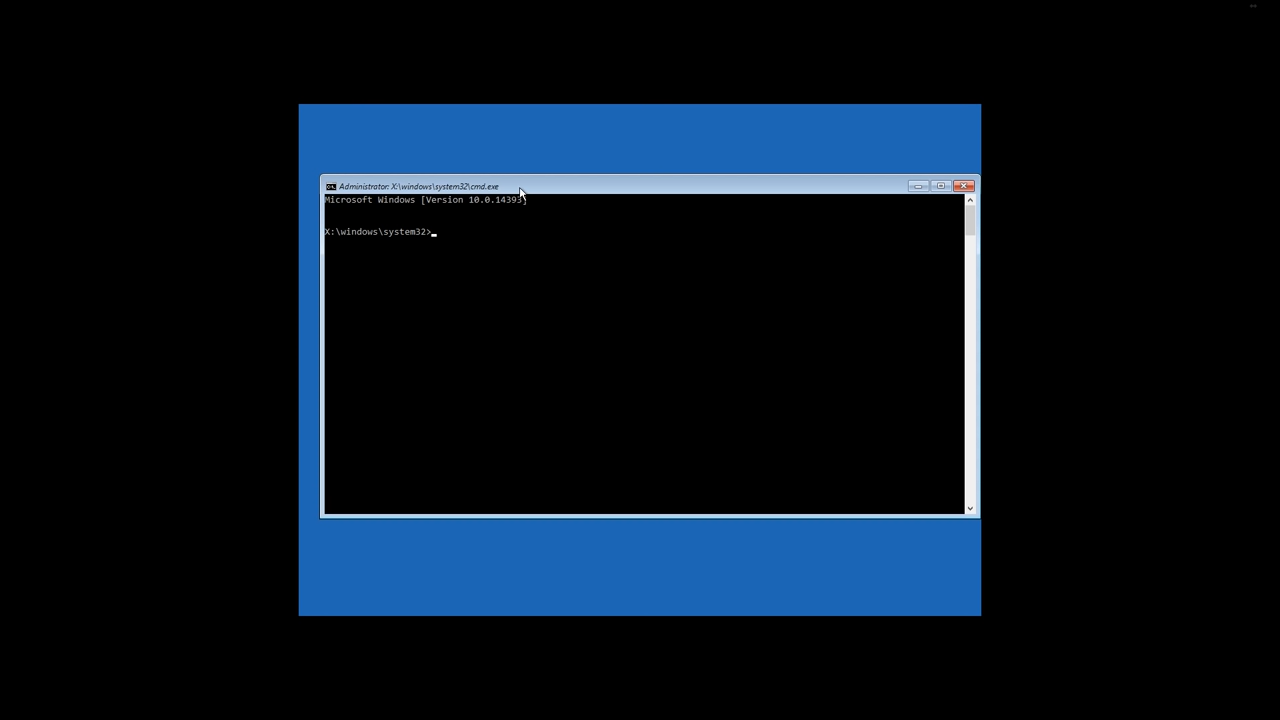 Administrator: X:\windows\system32\cmd.exe
Microsoft Windows [Version 10.0.14393]
X:\windows\system32>